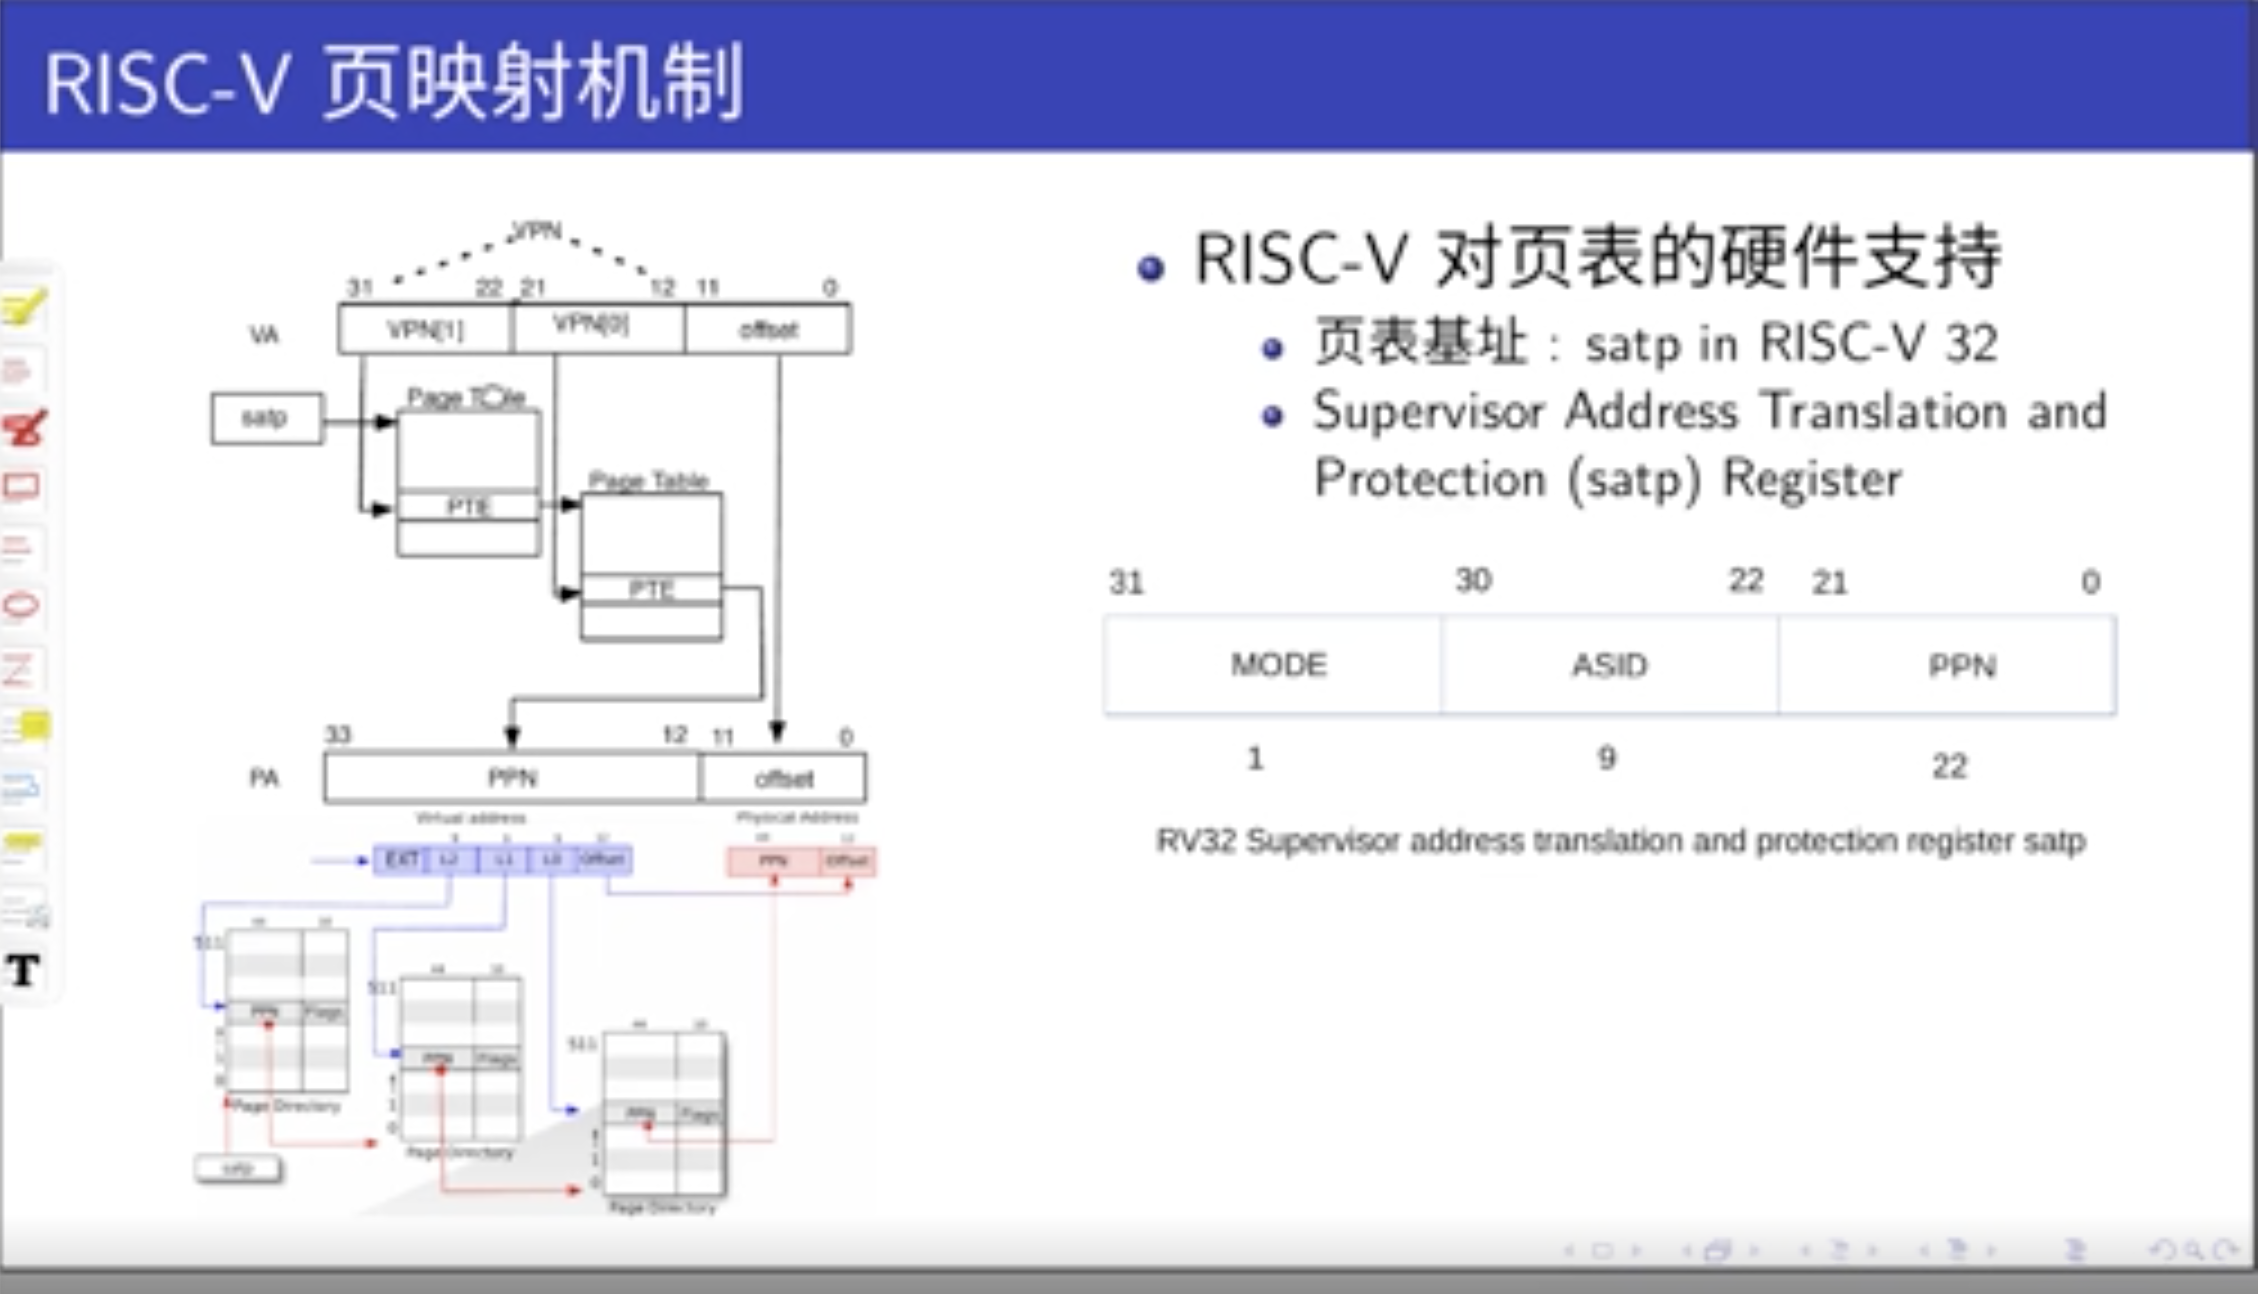 RISC-V 页映射机制
VPN
31 22 21 12 11 0
VA VPN[1] VPN[0] offset
satp
Page
PTE
Page Table
PTE
33 12 11 0
PA PPN offset
Virtual address Physical Address
EXT L2 L1 L0 Offset PPN Offset
511
PPN Flags
Page Directory
511
PPN Flags
Page Directory
511
PPN Flags
Page Directory
satp
RISC-V 对页表的硬件支持
页表基址：satp in RISC-V 32
Supervisor Address Translation and
Protection (satp) Register
31 30 22 21 0
MODE ASID PPN
1 9 22
RV32 Supervisor address translation and protection register satp
T